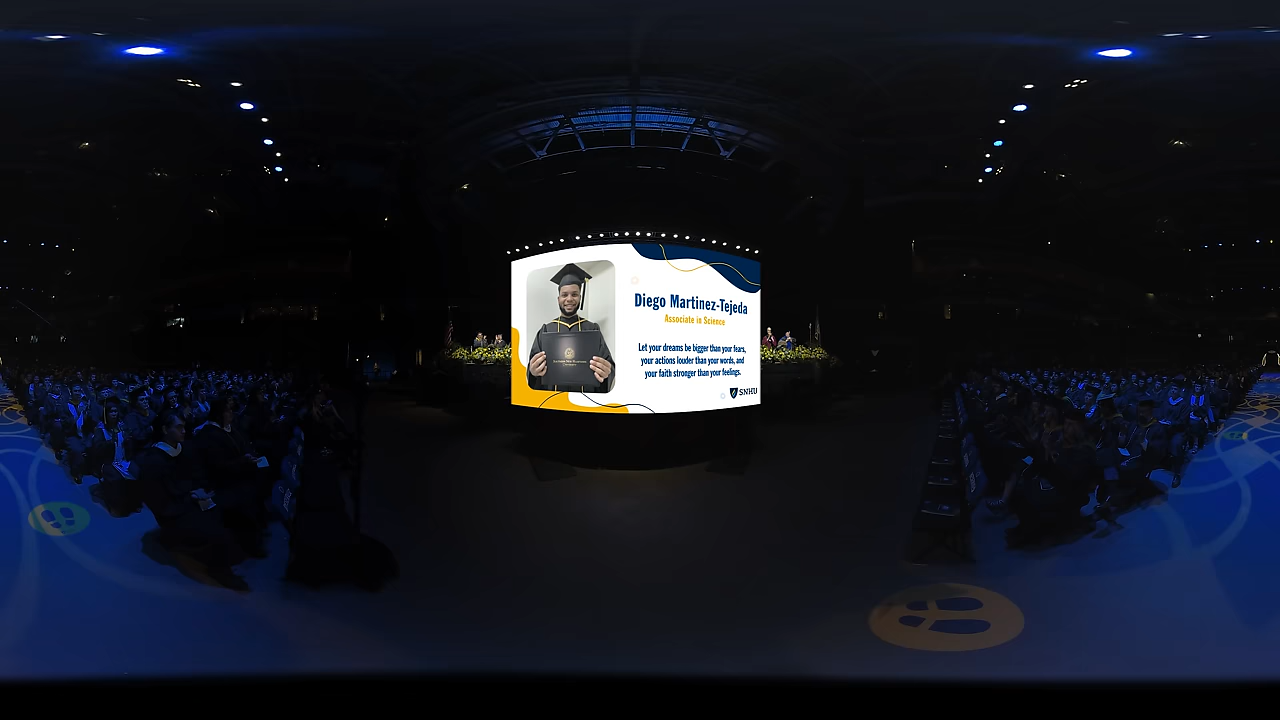 Diego Martinez-Tejeda
Associate in Science
Let your dreams be bigger than your fears,
your actions louder than your words, and
your faith stronger than your feelings.
SNHU